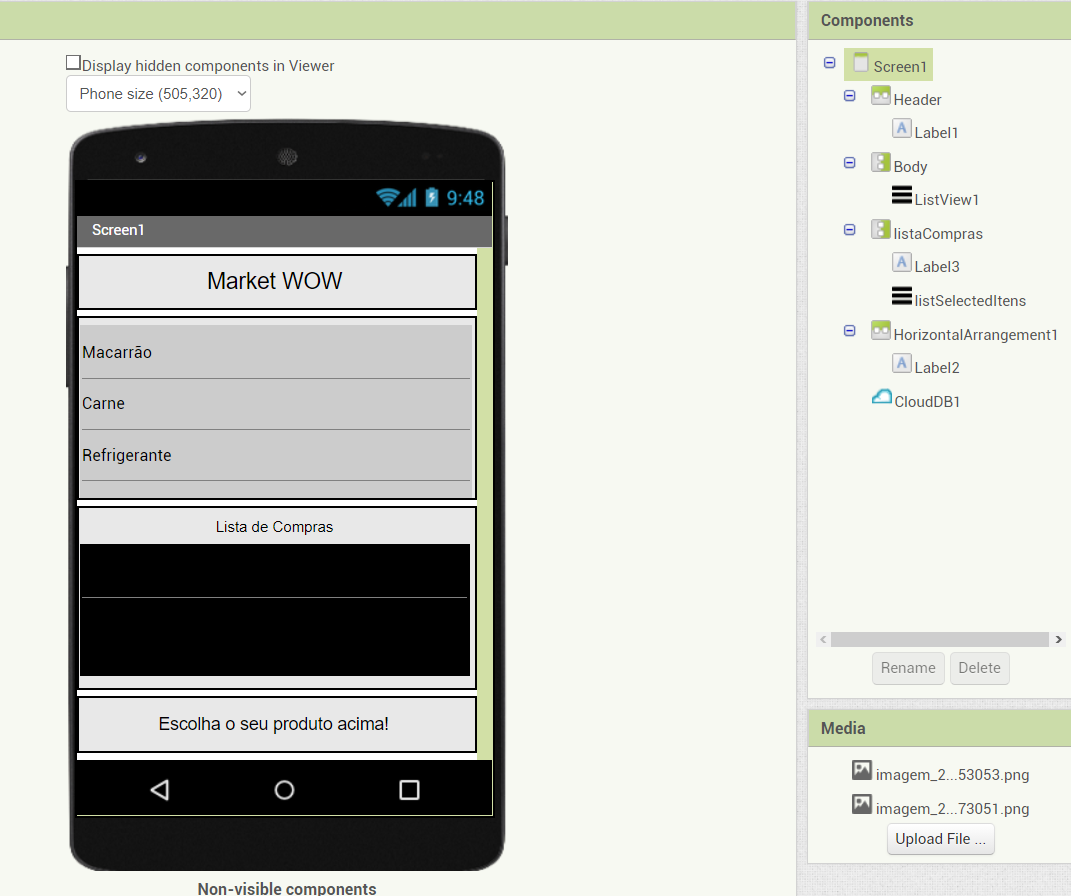 Display hidden components in Viewer
Phone size (505,320)
9:48
Screen1
Market WOW
Macarrão
Carne
Refrigerante
Lista de Compras
Escolha o seu produto acima!
Non-visible components
Components
Screen1
Header
A Label1
Body
ListView1
listaCompras
A Label3
listSelectedItens
HorizontalArrangement1
A Label2
CloudDB1
Rename Delete
Media
imagem_2...53053.png
imagem_2...73051.png
Upload File ...